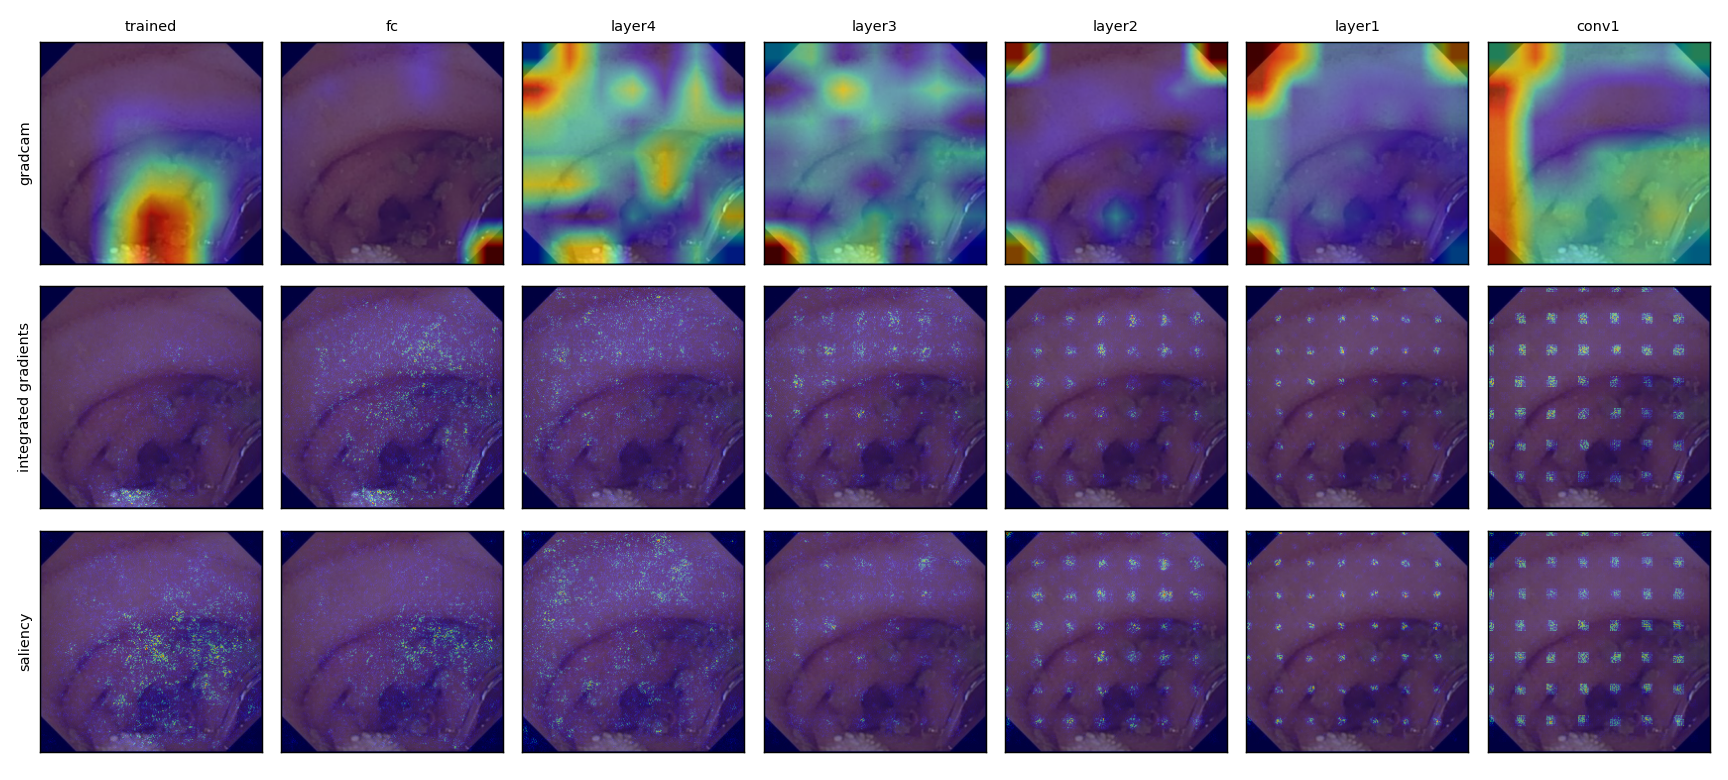 trained fc layer4 layer3 layer2 layer1 conv1
gradcam
integrated gradients
saliency